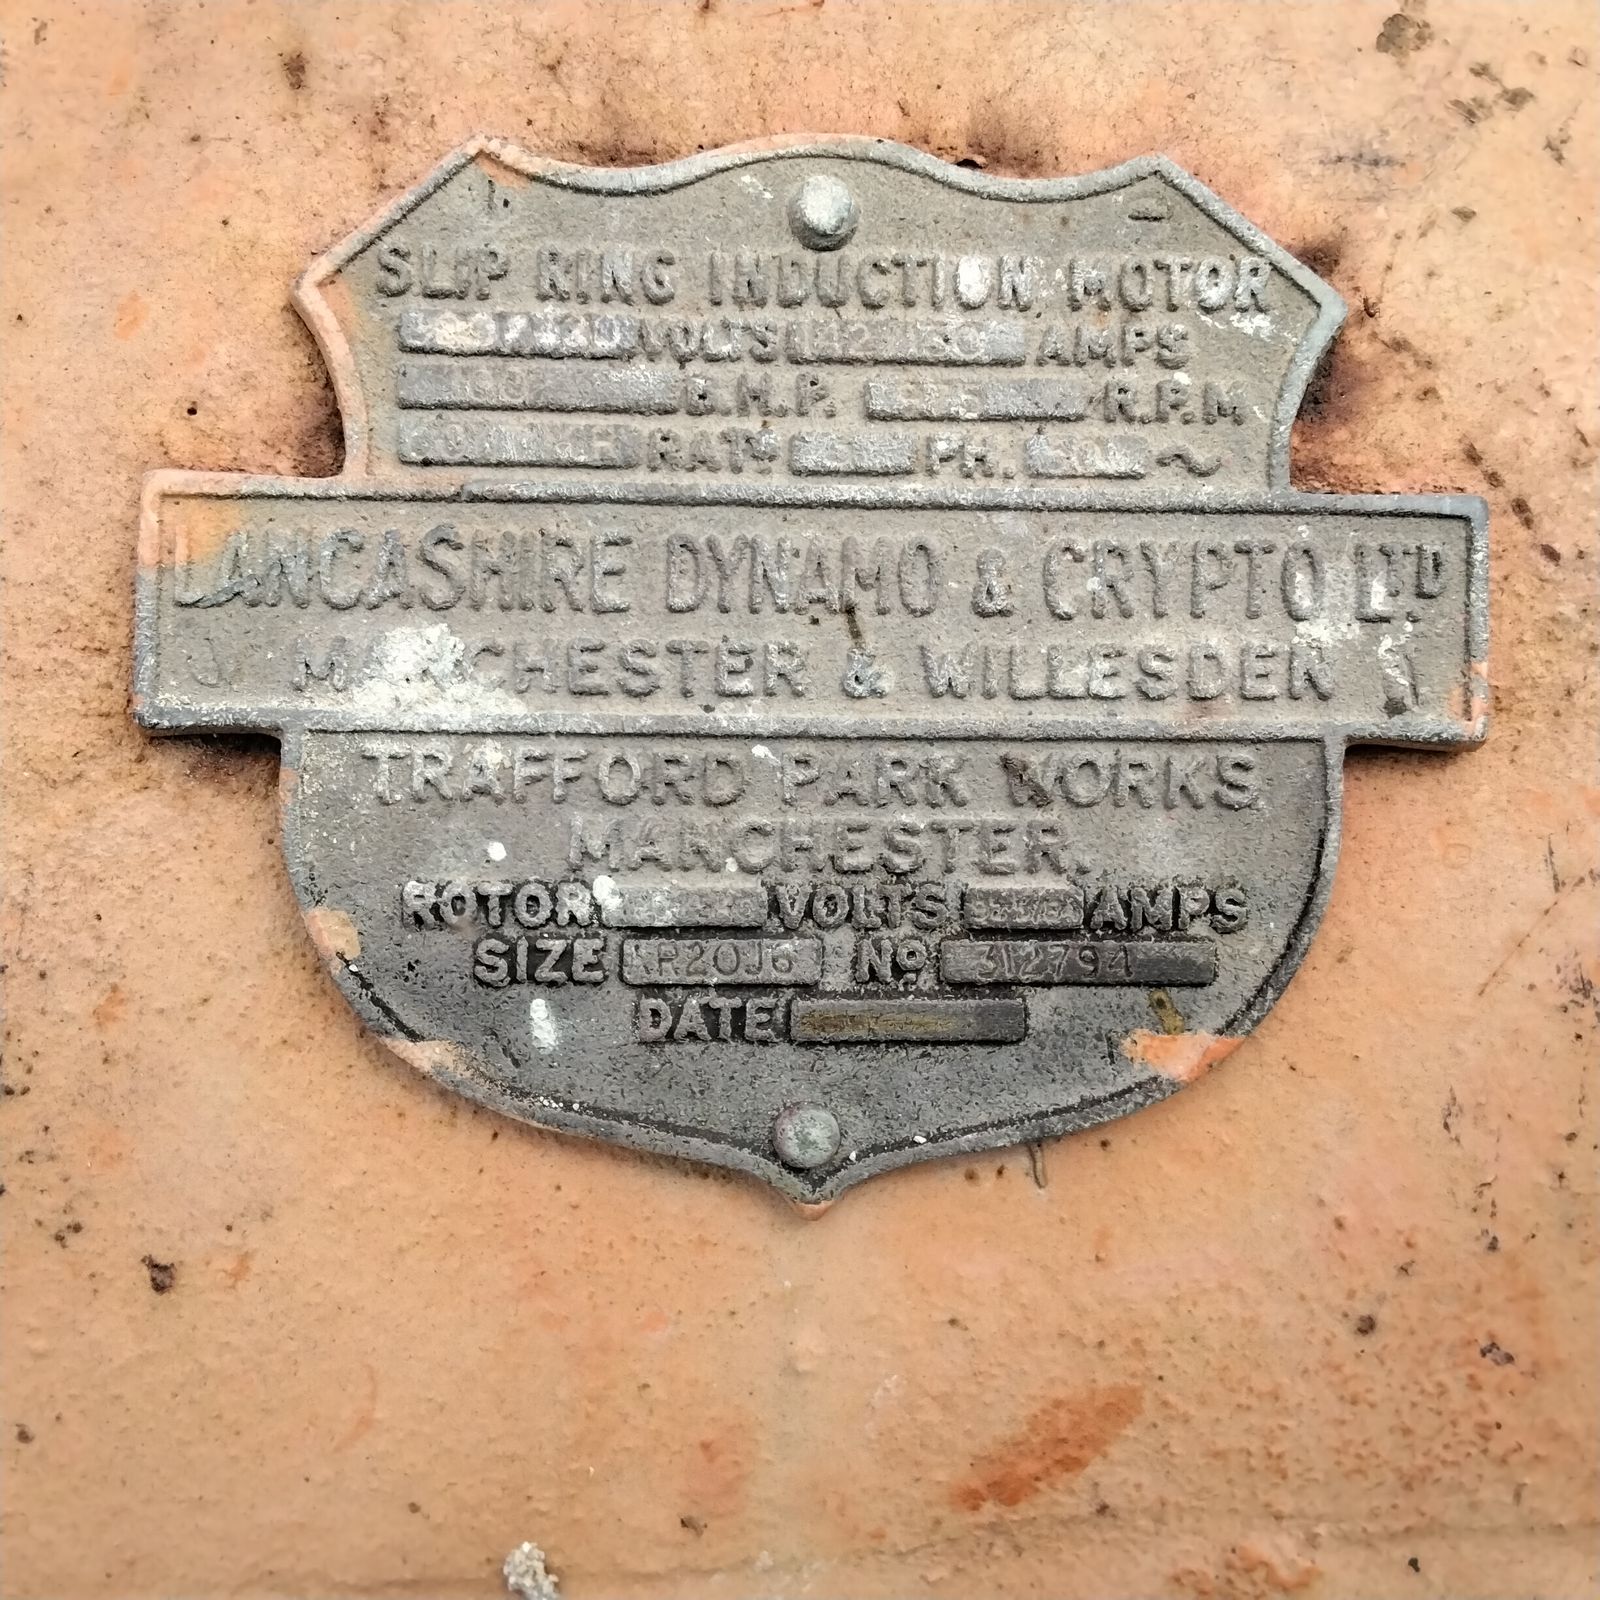 SLIP RING INDUCTION MOTOR
VOLTS AMPS
B.H.P. R.P.M
RATG PH. ~
LANCASHIRE DYNAMO & CRYPTO LTD
MANCHESTER & WILLESDEN
TRAFFORD PARK WORKS
MANCHESTER.
ROTOR VOLTS AMPS
SIZE No 312794
DATE